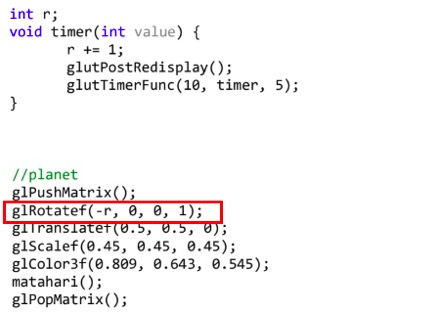 int r;
void timer(int value) {
r += 1;
glutPostRedisplay();
glutTimerFunc(10, timer, 5);
}
//planet
glPushMatrix();
glRotatef(-r, 0, 0, 1);
glTranslatef(0.5, 0.5, 0);
glScalef(0.45, 0.45, 0.45);
glColor3f(0.809, 0.643, 0.545);
matahari();
glPopMatrix();